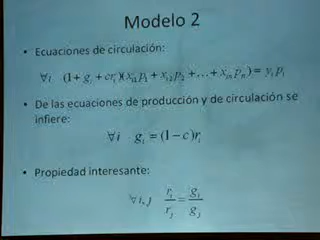 Modelo 2
• Ecuaciones de circulación:
∀i (1 + gᵢ + crᵢ)(xᵢ₁p₁ + xᵢ₂p₂ + ... + xᵢₙpₙ) = yᵢpᵢ
• De las ecuaciones de producción y de circulación se
infiere:
∀i gᵢ = (1 − c)rᵢ
• Propiedad interesante:
∀i,j rᵢ/rⱼ = gᵢ/gⱼ